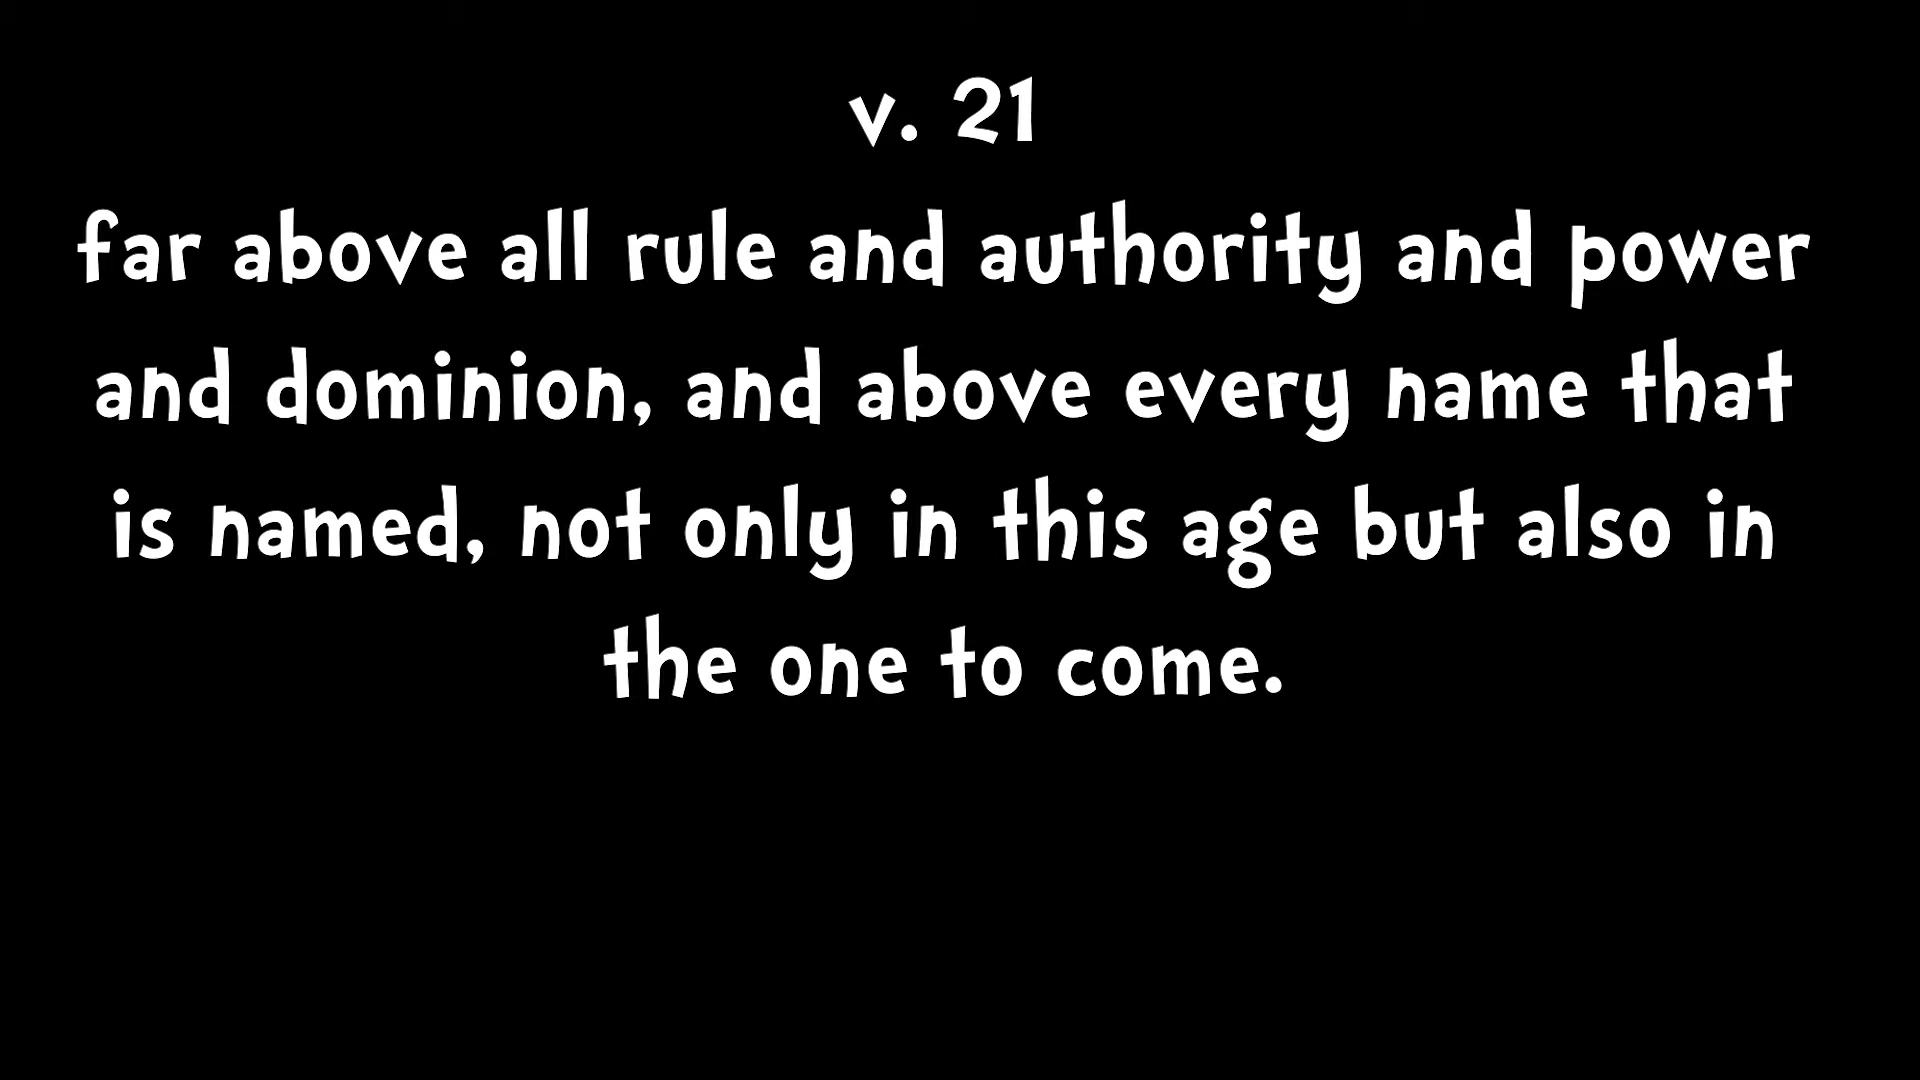 v. 21
far above all rule and authority and power
and dominion, and above every name that
is named, not only in this age but also in
the one to come.